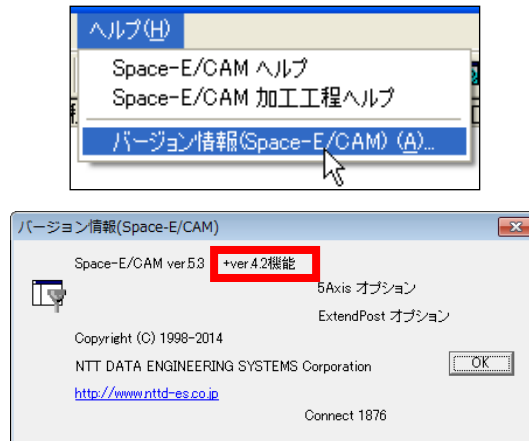 ヘルプ(H)
Space-E/CAM ヘルプ
Space-E/CAM 加工工程ヘルプ
バージョン情報(Space-E/CAM) (A)...
バージョン情報(Space-E/CAM)
Space-E/CAM ver.5.3 +ver.4.2機能
5Axis オプション
ExtendPost オプション
Copyright (C) 1998-2014
NTT DATA ENGINEERING SYSTEMS Corporation
OK
http://www.nttd-es.co.jp
Connect 1876